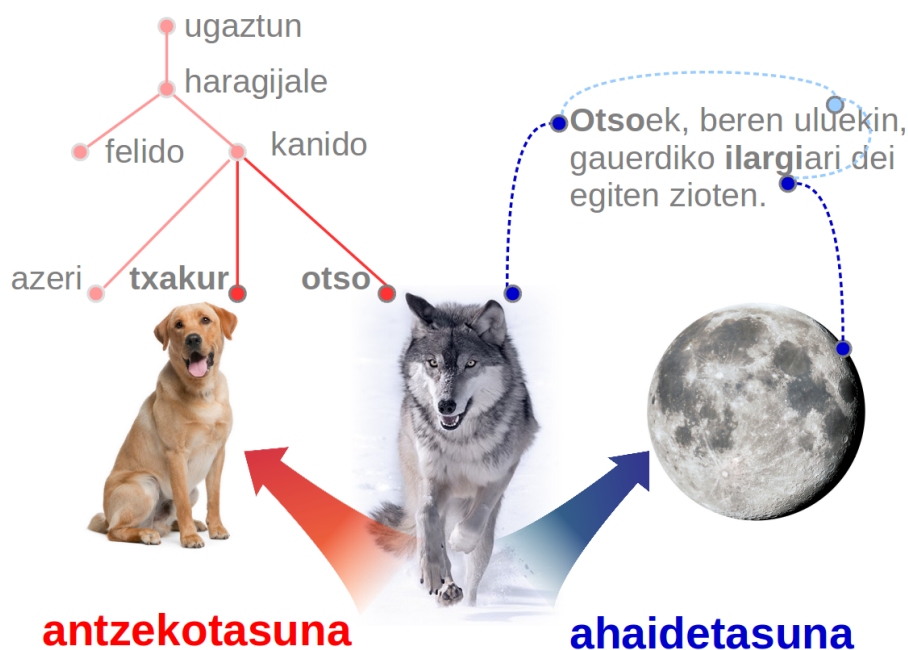 ugaztun
haragijale
felido
kanido
azeri
txakur
otso
Otsoek, beren uluekin,
gauerdiko ilargiari dei
egiten zioten.
antzekotasuna
ahaidetasuna